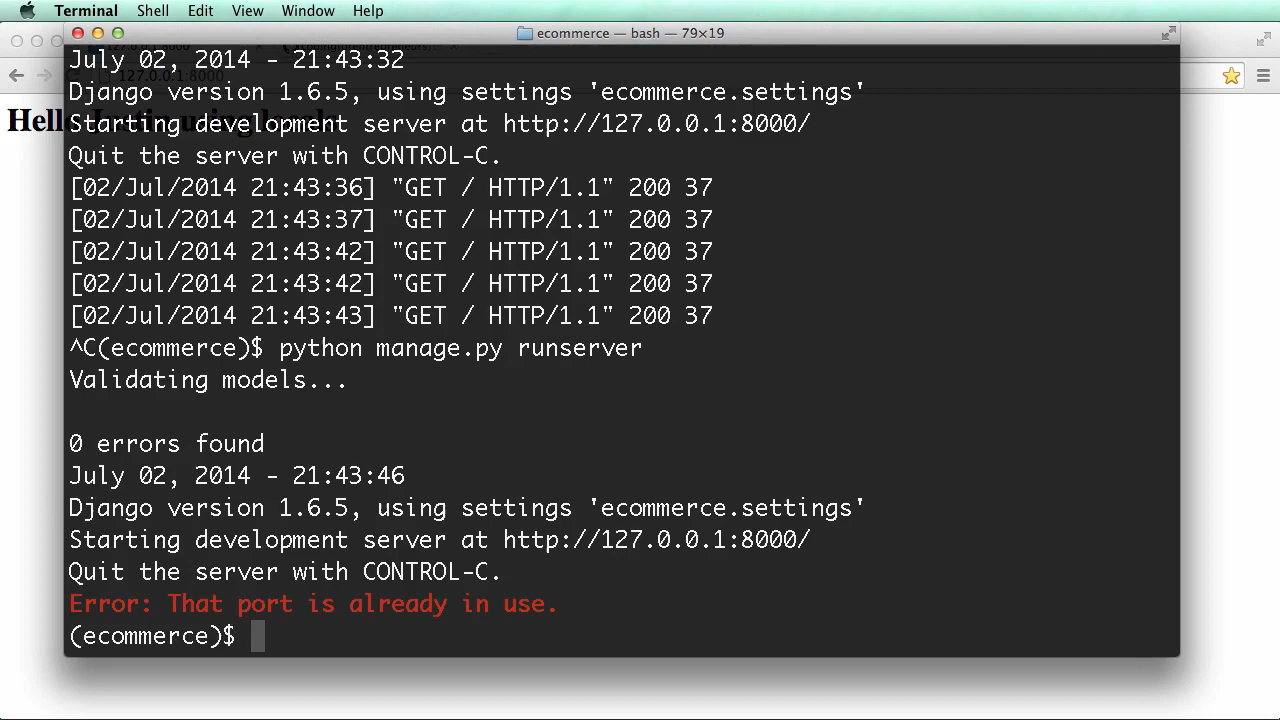 Terminal Shell Edit View Window Help
ecommerce — bash — 79×19
127.0.0.1:8000
July 02, 2014 - 21:43:32
Django version 1.6.5, using settings 'ecommerce.settings'
Hello Justin using locals
Starting development server at http://127.0.0.1:8000/
Quit the server with CONTROL-C.
[02/Jul/2014 21:43:36] "GET / HTTP/1.1" 200 37
[02/Jul/2014 21:43:37] "GET / HTTP/1.1" 200 37
[02/Jul/2014 21:43:42] "GET / HTTP/1.1" 200 37
[02/Jul/2014 21:43:42] "GET / HTTP/1.1" 200 37
[02/Jul/2014 21:43:43] "GET / HTTP/1.1" 200 37
^C(ecommerce)$ python manage.py runserver
Validating models...
0 errors found
July 02, 2014 - 21:43:46
Django version 1.6.5, using settings 'ecommerce.settings'
Starting development server at http://127.0.0.1:8000/
Quit the server with CONTROL-C.
Error: That port is already in use.
(ecommerce)$